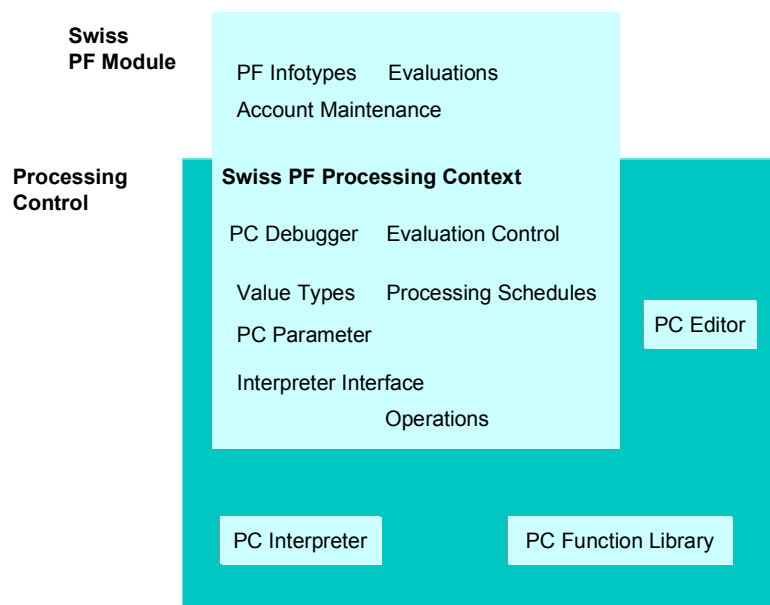 Swiss
PF Module
PF Infotypes Evaluations
Account Maintenance
Processing
Control
Swiss PF Processing Context
PC Debugger Evaluation Control
Value Types Processing Schedules
PC Parameter
PC Editor
Interpreter Interface
Operations
PC Interpreter PC Function Library